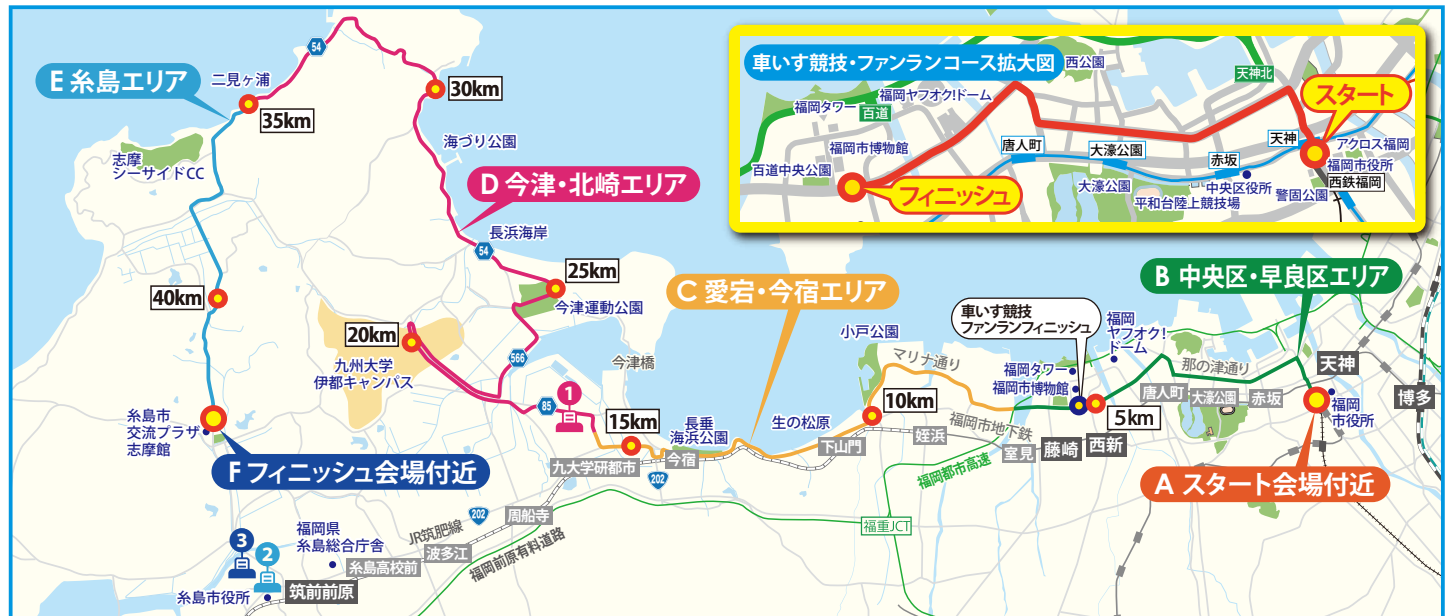 車いす競技・ファンランコース拡大図
西公園
天神北
福岡タワー
百道
福岡ヤフオク!ドーム
スタート
福岡市博物館
唐人町
大濠公園
赤坂
天神
アクロス福岡
福岡市役所
西鉄福岡
百道中央公園
フィニッシュ
大濠公園
平和台陸上競技場
中央区役所
警固公園
54
E 糸島エリア
二見ヶ浦
35km
30km
海づり公園
志摩
シーサイドCC
D 今津・北崎エリア
長浜海岸
54
25km
今津運動公園
40km
20km
九州大学
伊都キャンパス
566
今津橋
C 愛宕・今宿エリア
B 中央区・早良区エリア
小戸公園
車いす競技
ファンランフィニッシュ
福岡
ヤフオク!
ドーム
マリナ通り
福岡タワー
福岡市博物館
那の津通り
天神
唐人町
大濠公園
赤坂
博多
福岡
市役所
10km
5km
85
1
15km
長垂
海浜公園
生の松原
下山門
姪浜
福岡市地下鉄
室見
藤崎
西新
糸島市
交流プラザ
志摩館
九大学研都市
今宿
202
福岡都市高速
F フィニッシュ会場付近
A スタート会場付近
202
周船寺
福重JCT
JR筑肥線
波多江
福岡前原有料道路
福岡県
糸島総合庁舎
糸島高校前
3
2
糸島市役所
筑前前原